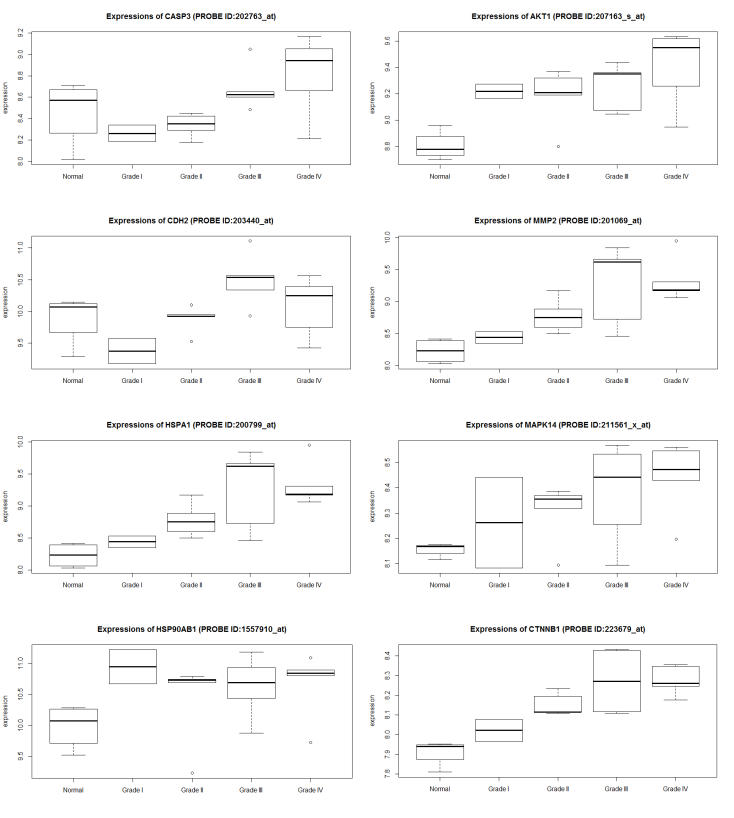 Expressions of CASP3 (PROBE ID:202763_at)
expression
9.2
9.0
8.8
8.6
8.4
8.2
8.0
Normal Grade I Grade II Grade III Grade IV
Expressions of AKT1 (PROBE ID:207163_s_at)
expression
9.6
9.4
9.2
9.0
8.8
Normal Grade I Grade II Grade III Grade IV
Expressions of CDH2 (PROBE ID:203440_at)
expression
11.0
10.5
10.0
9.5
Normal Grade I Grade II Grade III Grade IV
Expressions of MMP2 (PROBE ID:201069_at)
expression
10.0
9.5
9.0
8.5
8.0
Normal Grade I Grade II Grade III Grade IV
Expressions of HSPA1 (PROBE ID:200799_at)
expression
10.0
9.5
9.0
8.5
8.0
Normal Grade I Grade II Grade III Grade IV
Expressions of MAPK14 (PROBE ID:211561_x_at)
expression
8.5
8.4
8.3
8.2
8.1
Normal Grade I Grade II Grade III Grade IV
Expressions of HSP90AB1 (PROBE ID:1557910_at)
expression
11.0
10.5
10.0
9.5
Normal Grade I Grade II Grade III Grade IV
Expressions of CTNNB1 (PROBE ID:223679_at)
expression
8.4
8.3
8.2
8.1
8.0
7.9
7.8
Normal Grade I Grade II Grade III Grade IV